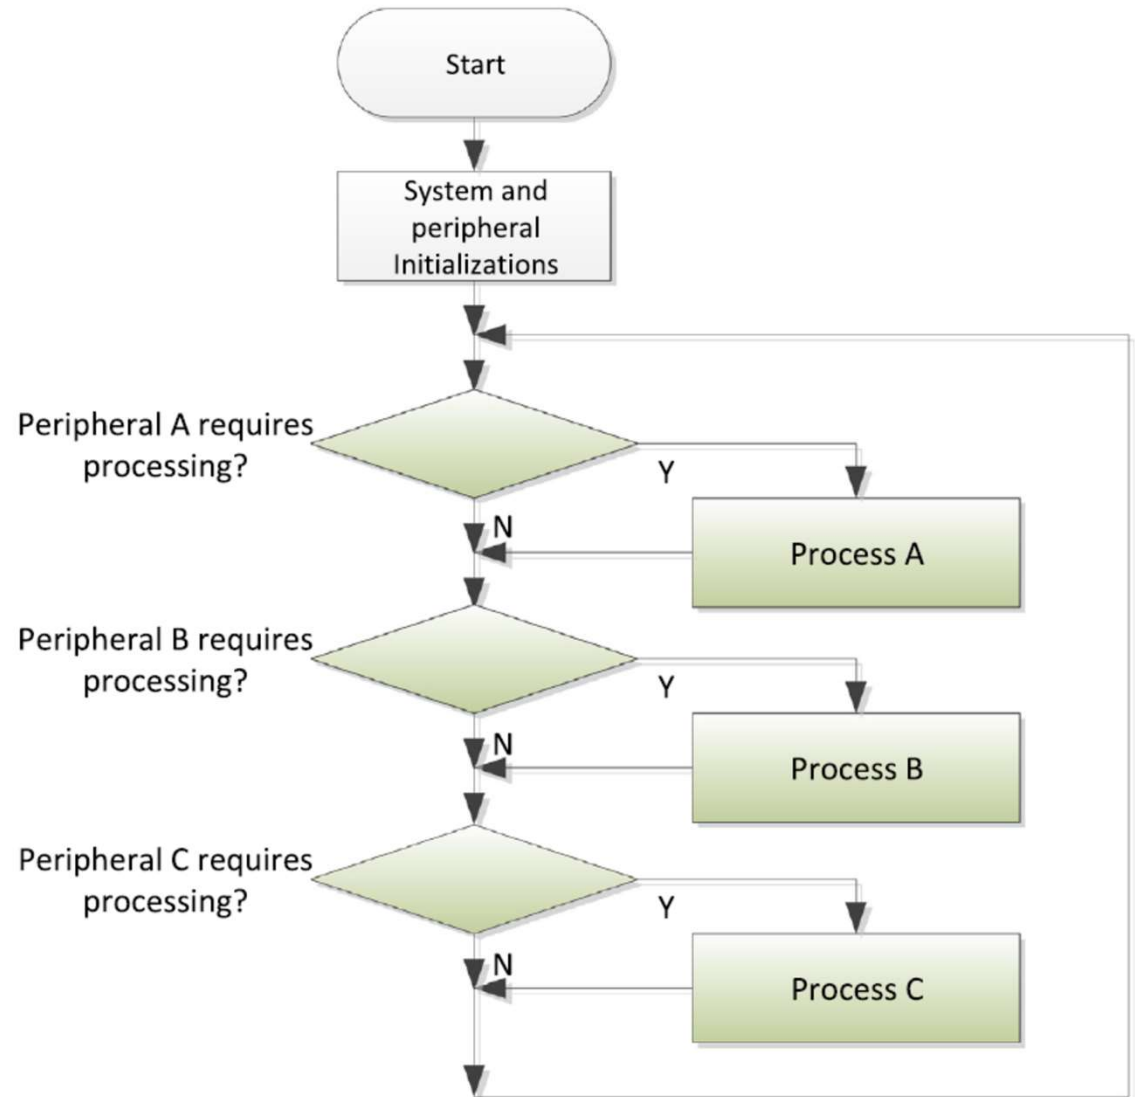 Start
System and
peripheral
Initializations
Peripheral A requires
processing?
Y
N
Process A
Peripheral B requires
processing?
Y
N
Process B
Peripheral C requires
processing?
Y
N
Process C